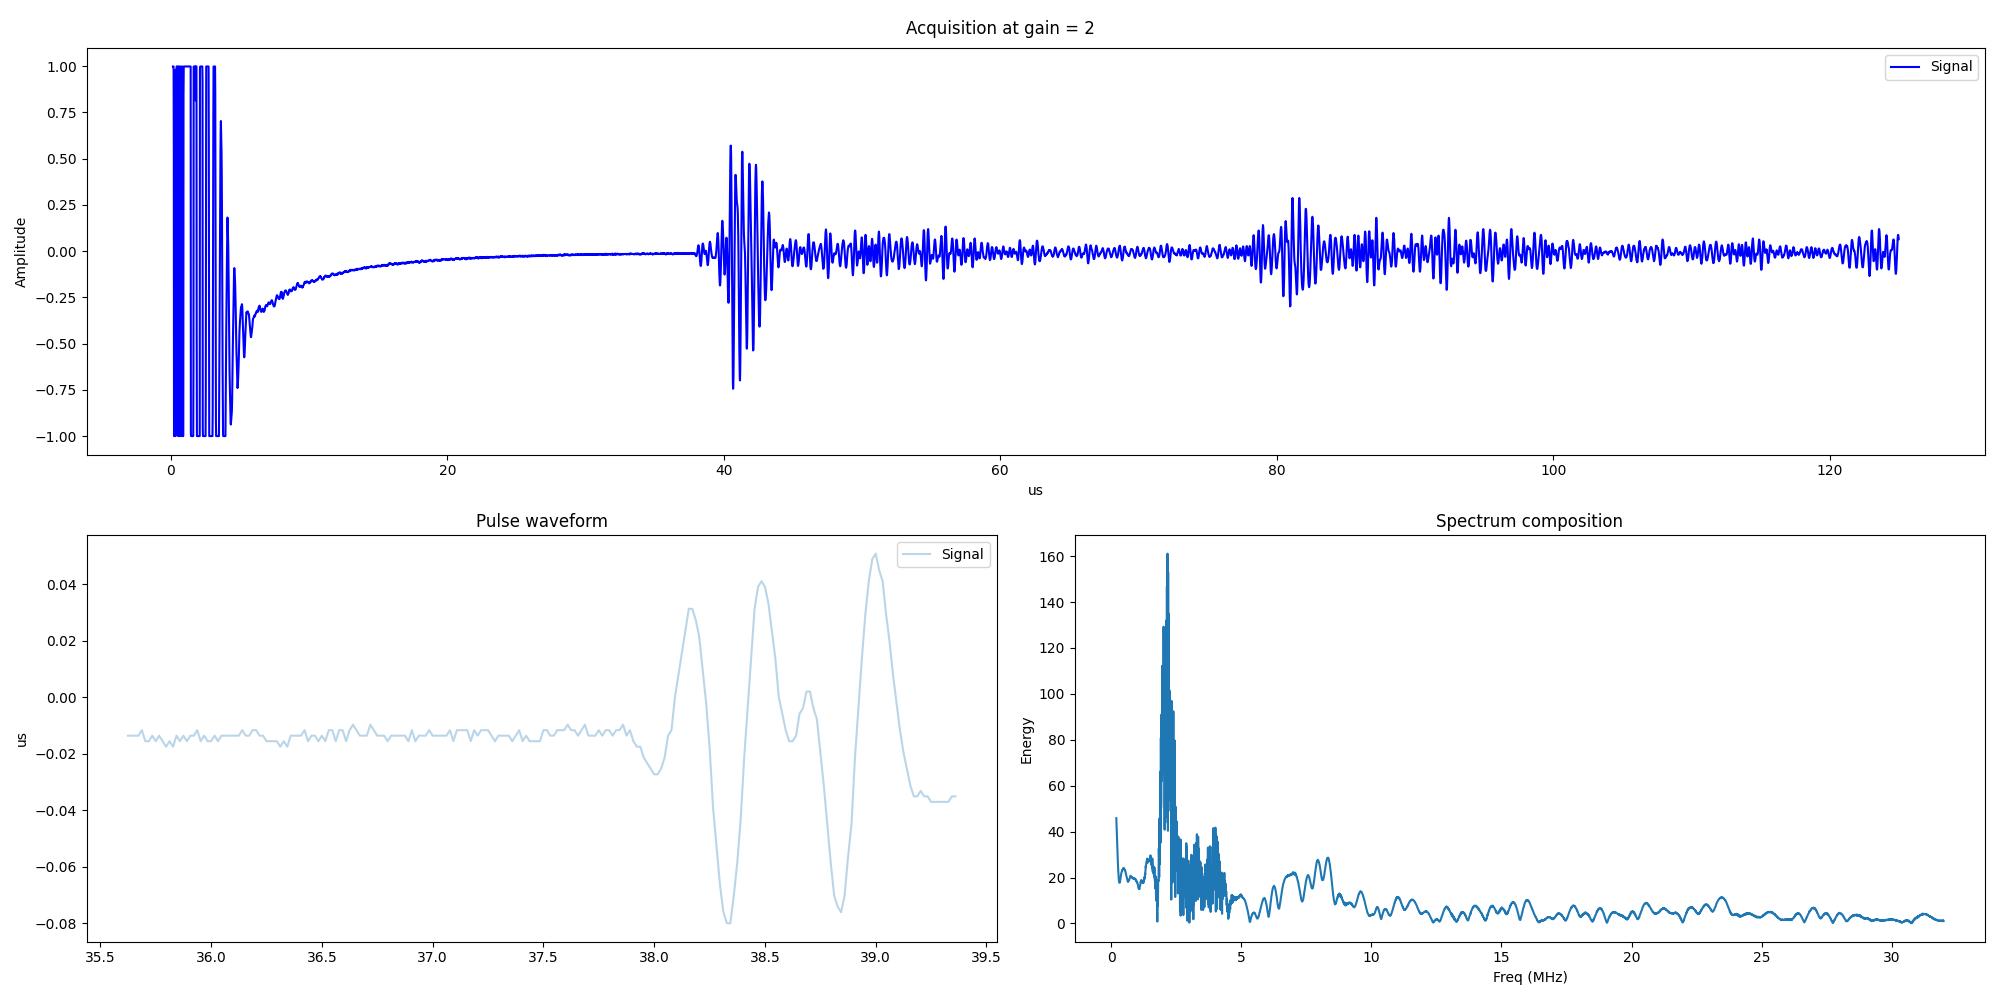 Acquisition at gain = 2
Signal
Amplitude
1.00
0.75
0.50
0.25
0.00
−0.25
−0.50
−0.75
−1.00
0 20 40 60 80 100 120
us
Pulse waveform
Signal
us
0.04
0.02
0.00
−0.02
−0.04
−0.06
−0.08
35.5 36.0 36.5 37.0 37.5 38.0 38.5 39.0 39.5
Spectrum composition
Energy
160
140
120
100
80
60
40
20
0
0 5 10 15 20 25 30
Freq (MHz)